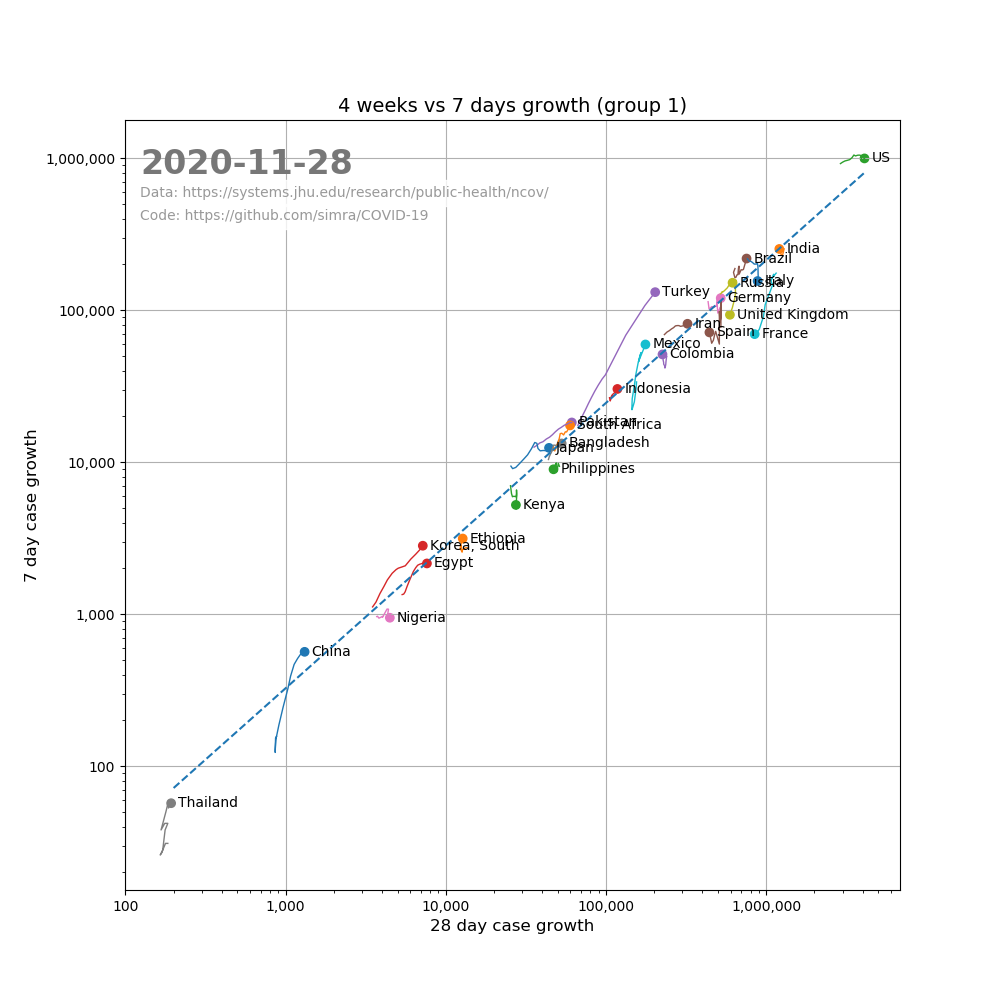 4 weeks vs 7 days growth (group 1)
2020-11-28
Data: https://systems.jhu.edu/research/public-health/ncov/
Code: https://github.com/simra/COVID-19
1,000,000
100,000
10,000
1,000
100
7 day case growth
US
India
Brazil
Russia
Italy
Turkey
Germany
United Kingdom
Iran
Spain
France
Mexico
Colombia
Indonesia
Pakistan
South Africa
Bangladesh
Japan
Philippines
Kenya
Ethiopia
Korea, South
Egypt
Nigeria
China
Thailand
100
1,000
10,000
100,000
1,000,000
28 day case growth